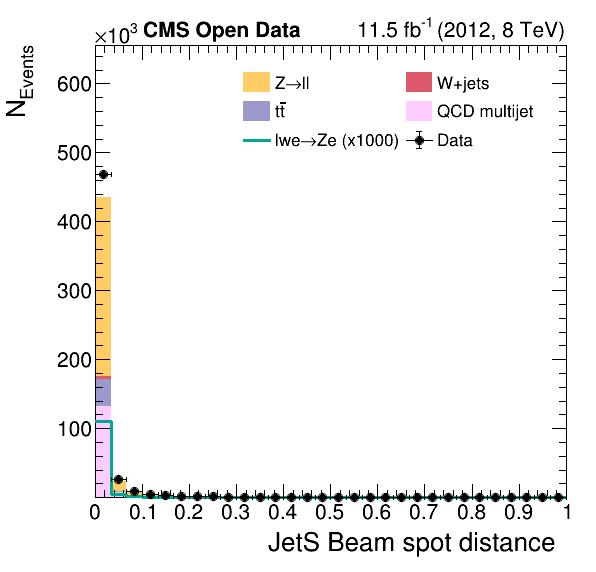 ×10³ CMS Open Data 11.5 fb⁻¹ (2012, 8 TeV)
N_Events
600
500
400
300
200
100
Z→ll
W+jets
tt̄
QCD multijet
lwe→Ze (x1000)
Data
0 0.1 0.2 0.3 0.4 0.5 0.6 0.7 0.8 0.9 1
JetS Beam spot distance